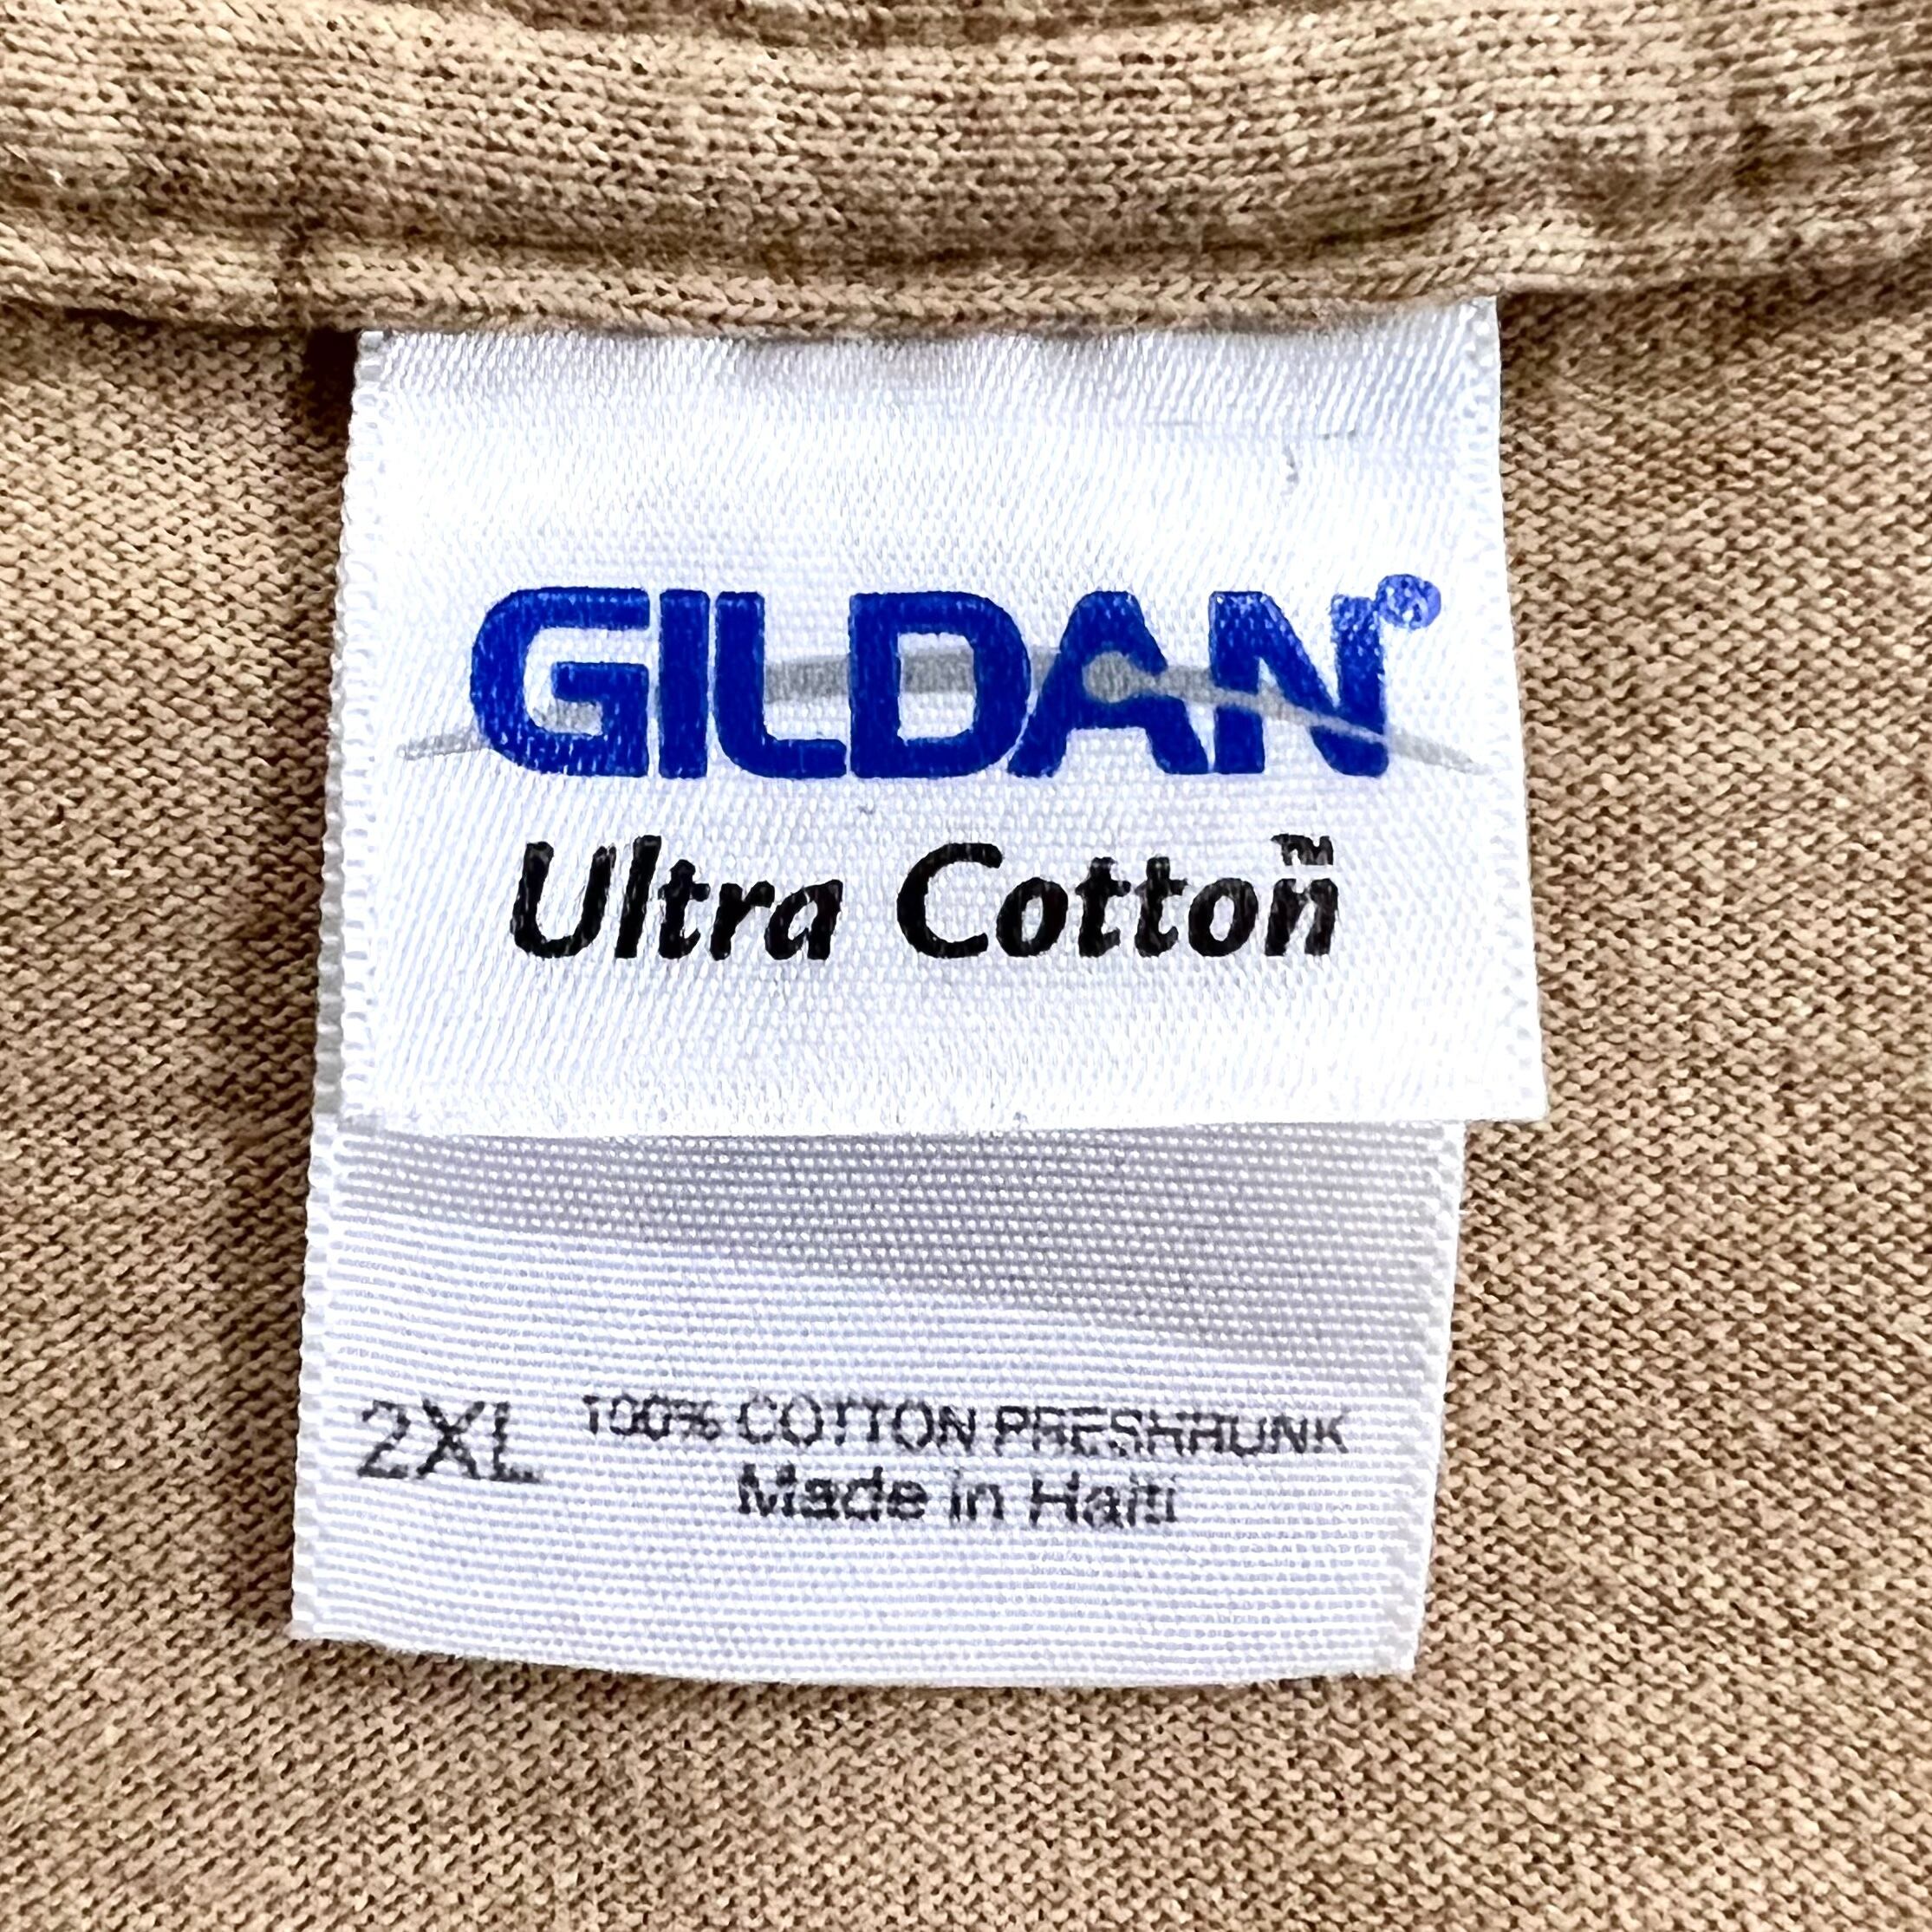 GILDAN®
Ultra Cotton™
2XL 100% COTTON PRESHRUNK
Made in Haiti